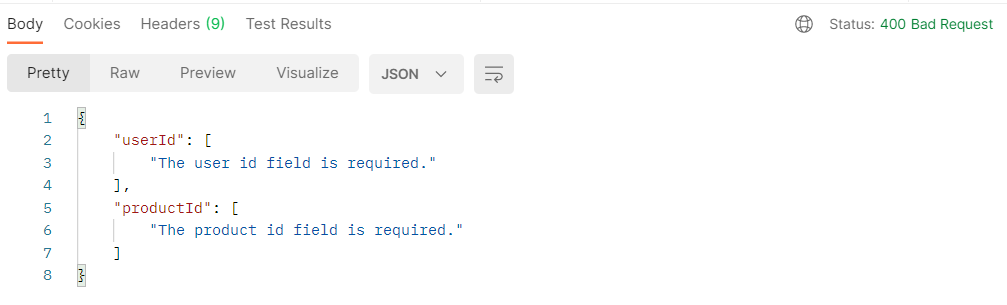 Body Cookies Headers (9) Test Results Status: 400 Bad Request
Pretty Raw Preview Visualize JSON
1 {
2 "userId": [
3 "The user id field is required."
4 ],
5 "productId": [
6 "The product id field is required."
7 ]
8 }